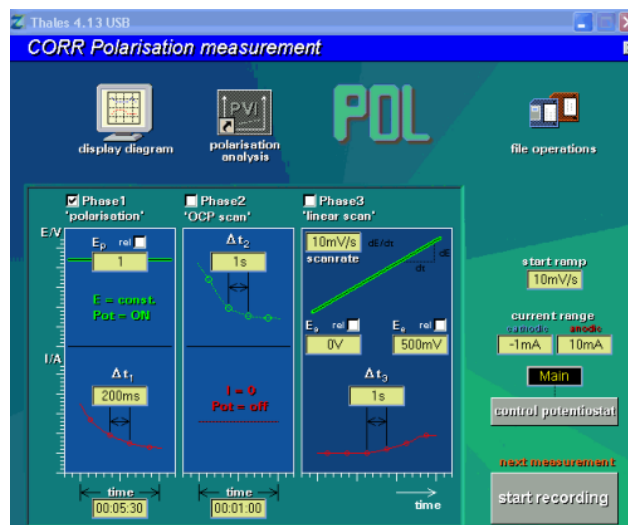 Thales 4.13 USB
CORR Polarisation measurement
PVI
POL
display diagram
polarisation
analysis
file operations
Phase1
'polarisation'
Phase2
'OCP scan'
Phase3
'linear scan'
E/V
Ep rel
1
E = const.
Pot = ON
Δt2
1s
10mV/s
scanrate
dE/dt
dE
dt
Es rel
0V
Ee rel
500mV
start ramp
10mV/s
current range
cathodic
anodic
-1mA
10mA
Main
control potentiostat
I/A
Δt1
200ms
I = 0
Pot = off
Δt3
1s
time
00:05:30
time
00:01:00
time
next measurement
start recording